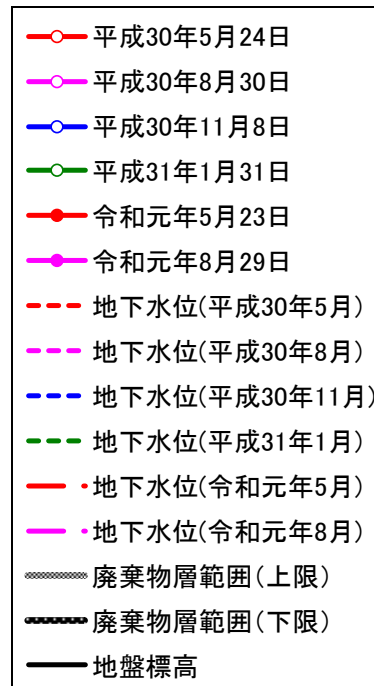 平成30年5月24日
平成30年8月30日
平成30年11月8日
平成31年1月31日
令和元年5月23日
令和元年8月29日
地下水位(平成30年5月)
地下水位(平成30年8月)
地下水位(平成30年11月)
地下水位(平成31年1月)
地下水位(令和元年5月)
地下水位(令和元年8月)
廃棄物層範囲(上限)
廃棄物層範囲(下限)
地盤標高